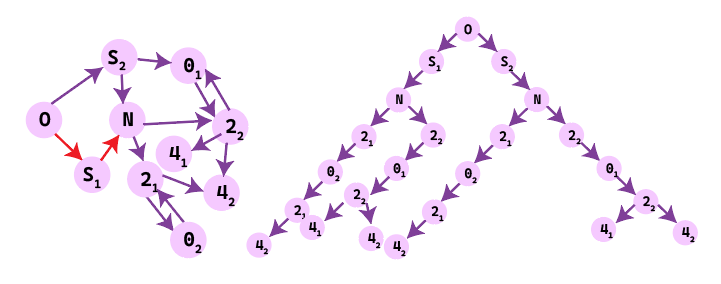 S₂ 0₁
O N 2₂
4₁
S₁ 2₁ 4₂
0₂
O
S₁ S₂
N N
2₁ 2₂ 2₁ 2₂
0₂ 0₁ 0₂ 0₁
2₁ 2₂ 2₁ 2₂
4₂ 4₁ 4₂ 4₂ 4₁ 4₂